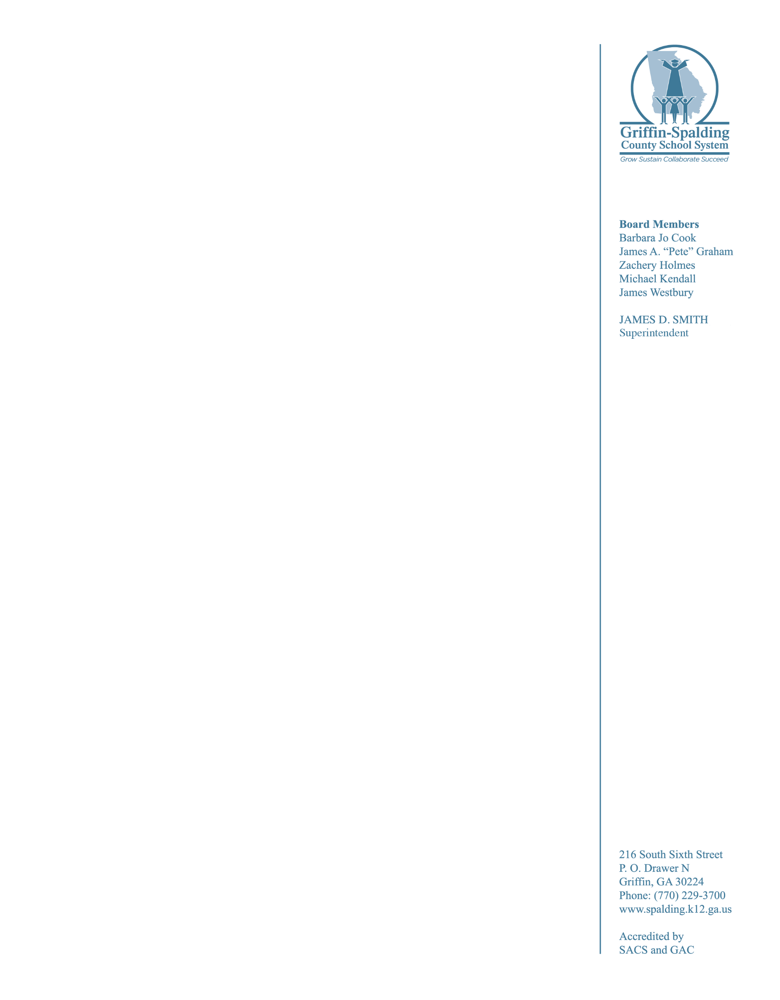 Griffin-Spalding
County School System
Grow Sustain Collaborate Succeed
Board Members
Barbara Jo Cook
James A. “Pete” Graham
Zachery Holmes
Michael Kendall
James Westbury
JAMES D. SMITH
Superintendent
216 South Sixth Street
P. O. Drawer N
Griffin, GA 30224
Phone: (770) 229-3700
www.spalding.k12.ga.us
Accredited by
SACS and GAC